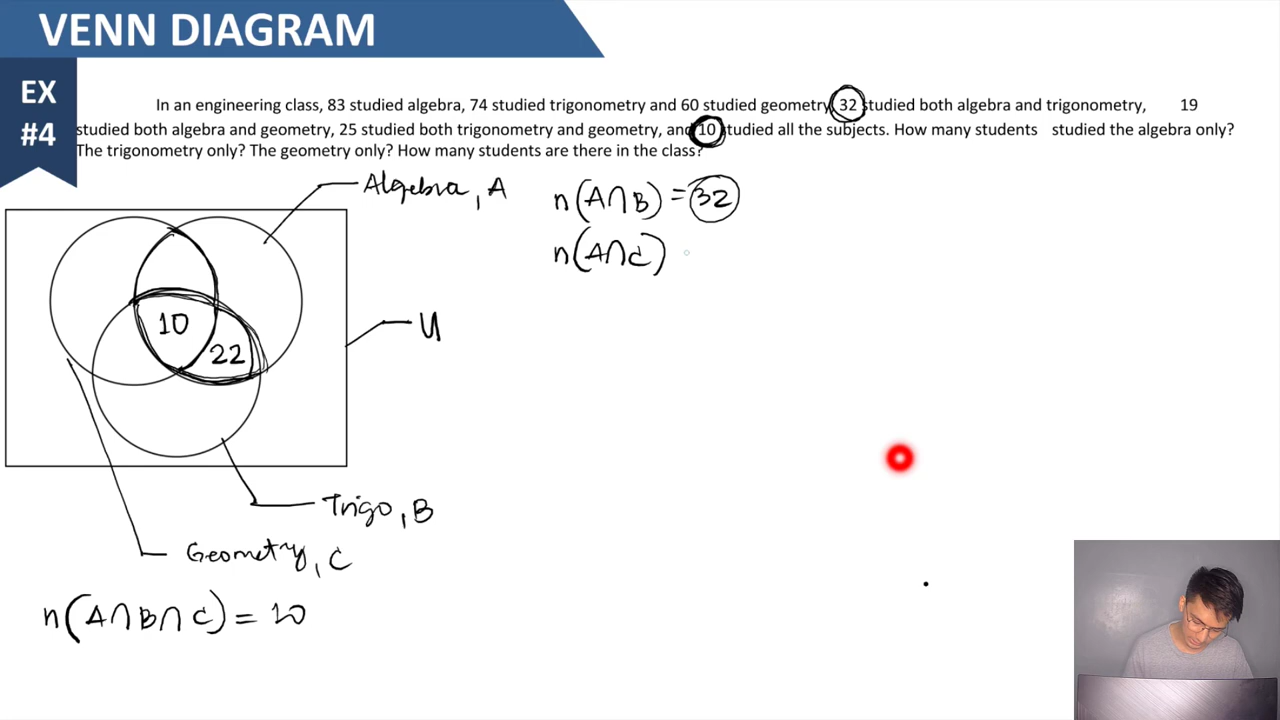 VENN DIAGRAM
EX
#4
In an engineering class, 83 studied algebra, 74 studied trigonometry and 60 studied geometry, 32 studied both algebra and trigonometry, 19
studied both algebra and geometry, 25 studied both trigonometry and geometry, and 10 studied all the subjects. How many students studied the algebra only?
The trigonometry only? The geometry only? How many students are there in the class?
Algebra, A
n(A∩B) = 32
n(A∩C)
10
22
U
Trigo, B
Geometry, C
n(A∩B∩C) = 10